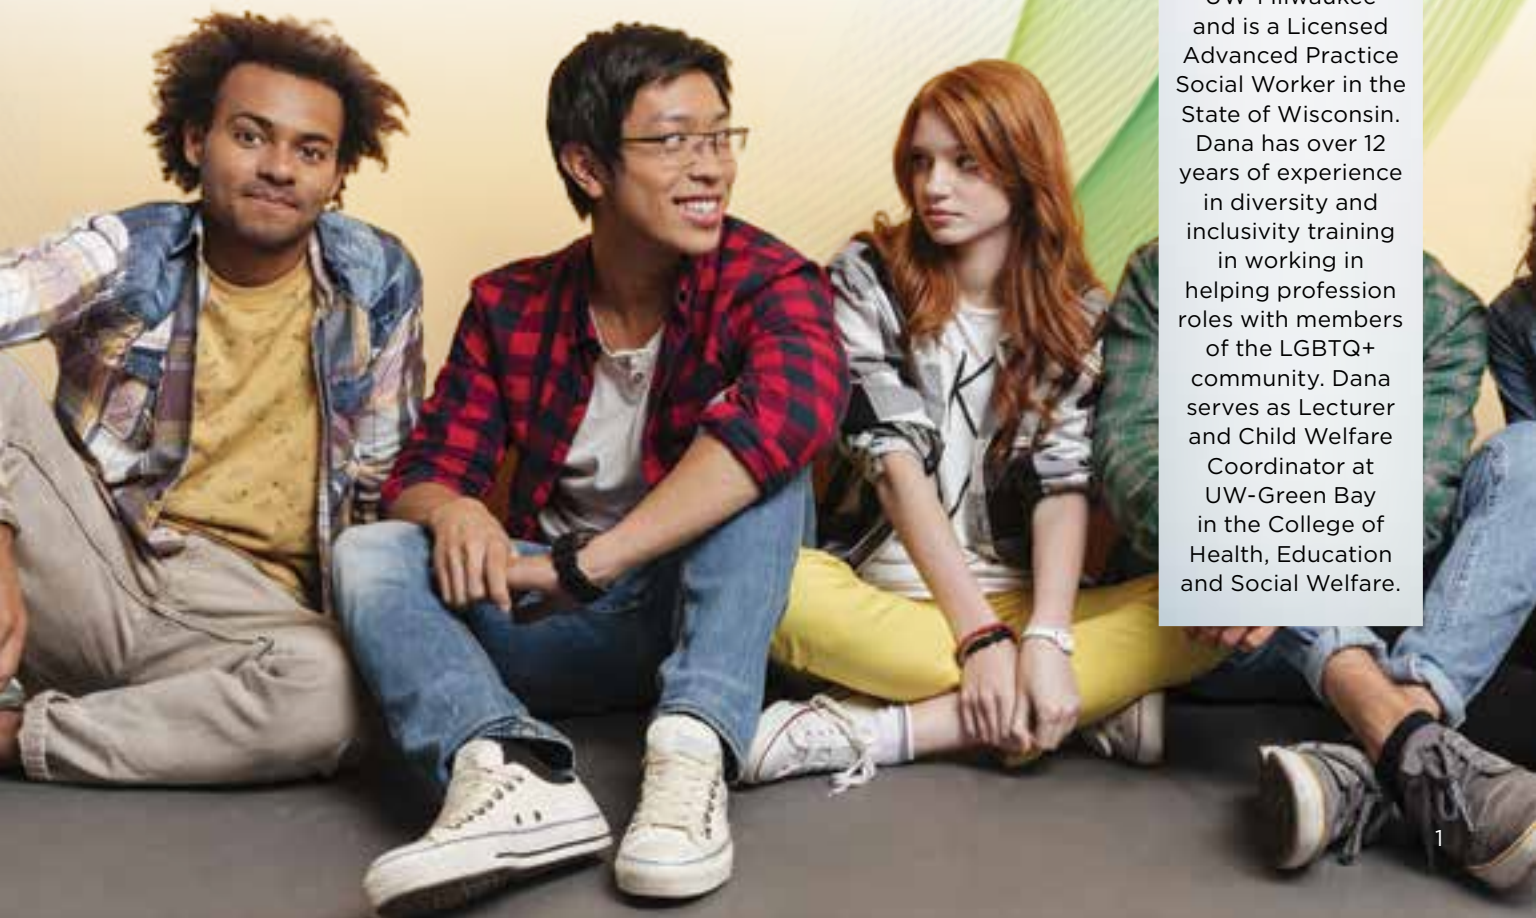 UW-Milwaukee
and is a Licensed
Advanced Practice
Social Worker in the
State of Wisconsin.
Dana has over 12
years of experience
in diversity and
inclusivity training
in working in
helping profession
roles with members
of the LGBTQ+
community. Dana
serves as Lecturer
and Child Welfare
Coordinator at
UW-Green Bay
in the College of
Health, Education
and Social Welfare.
1